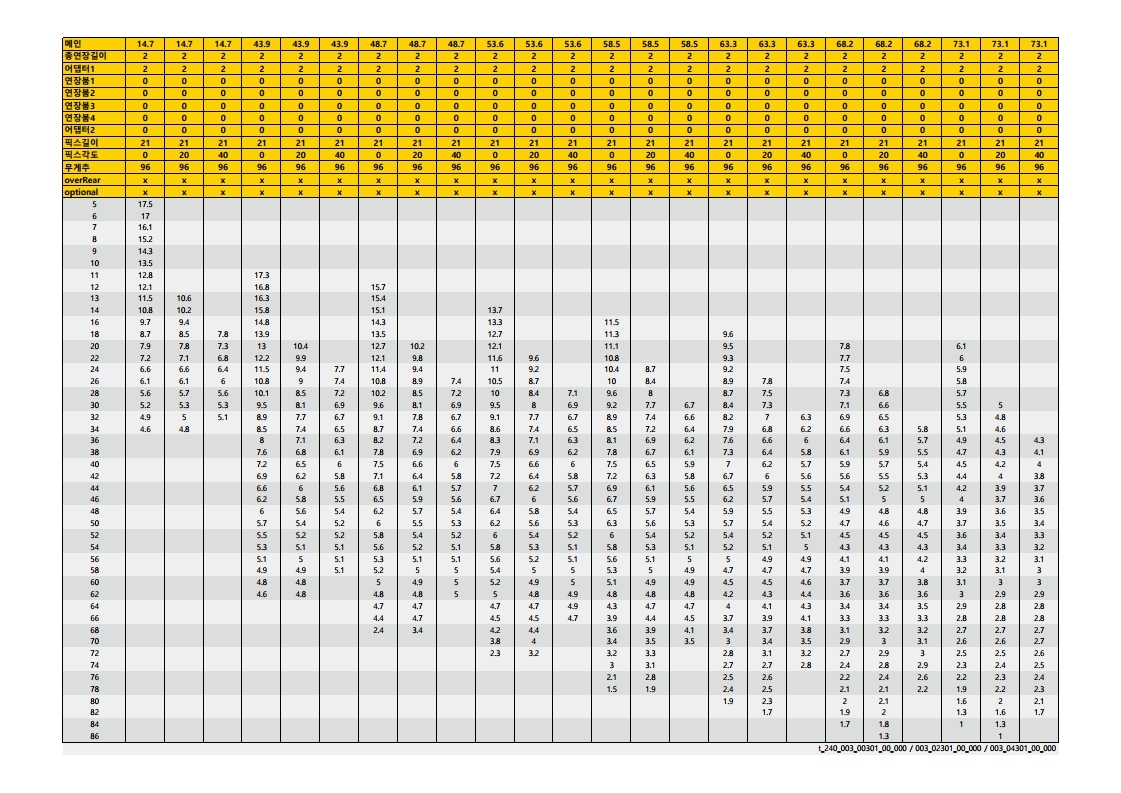 메인 14.7 14.7 14.7 43.9 43.9 43.9 48.7 48.7 48.7 53.6 53.6 53.6 58.5 58.5 58.5 63.3 63.3 63.3 68.2 68.2 68.2 73.1 73.1 73.1
총연장길이 2 2 2 2 2 2 2 2 2 2 2 2 2 2 2 2 2 2 2 2 2 2 2 2
어댑터1 2 2 2 2 2 2 2 2 2 2 2 2 2 2 2 2 2 2 2 2 2 2 2 2
연장붐1 0 0 0 0 0 0 0 0 0 0 0 0 0 0 0 0 0 0 0 0 0 0 0 0
연장붐2 0 0 0 0 0 0 0 0 0 0 0 0 0 0 0 0 0 0 0 0 0 0 0 0
연장붐3 0 0 0 0 0 0 0 0 0 0 0 0 0 0 0 0 0 0 0 0 0 0 0 0
연장붐4 0 0 0 0 0 0 0 0 0 0 0 0 0 0 0 0 0 0 0 0 0 0 0 0
어댑터2 0 0 0 0 0 0 0 0 0 0 0 0 0 0 0 0 0 0 0 0 0 0 0 0
픽스길이 21 21 21 21 21 21 21 21 21 21 21 21 21 21 21 21 21 21 21 21 21 21 21 21
픽스각도 0 20 40 0 20 40 0 20 40 0 20 40 0 20 40 0 20 40 0 20 40 0 20 40
무게추 96 96 96 96 96 96 96 96 96 96 96 96 96 96 96 96 96 96 96 96 96 96 96 96
overRear x x x x x x x x x x x x x x x x x x x x x x x x
optional x x x x x x x x x x x x x x x x x x x x x x x x
5 17.5
6 17
7 16.1
8 15.2
9 14.3
10 13.5
11 12.8 17.3
12 12.1 16.8 15.7
13 11.5 10.6 16.3 15.4
14 10.8 10.2 15.8 15.1 13.7
16 9.7 9.4 14.8 14.3 13.3 11.5
18 8.7 8.5 7.8 13.9 13.5 12.7 11.3 9.6
20 7.9 7.8 7.3 13 10.4 12.7 10.2 12.1 11.1 9.5 7.8 6.1
22 7.2 7.1 6.8 12.2 9.9 12.1 9.8 11.6 9.6 10.8 9.3 7.7 6
24 6.6 6.6 6.4 11.5 9.4 7.7 11.4 9.4 11 9.2 10.4 8.7 9.2 7.5 5.9
26 6.1 6.1 6 10.8 9 7.4 10.8 8.9 7.4 10.5 8.7 10 8.4 8.9 7.8 7.4 5.8
28 5.6 5.7 5.6 10.1 8.5 7.2 10.2 8.5 7.2 10 8.4 7.1 9.6 8 8.7 7.5 7.3 6.8 5.7
30 5.2 5.3 5.3 9.5 8.1 6.9 9.6 8.1 6.9 9.5 8 6.9 9.2 7.7 6.7 8.4 7.3 7.1 6.6 5.5 5
32 4.9 5 5.1 8.9 7.7 6.7 9.1 7.8 6.7 9.1 7.7 6.7 8.9 7.4 6.6 8.2 7 6.3 6.9 6.5 5.3 4.8
34 4.6 4.8 8.5 7.4 6.5 8.7 7.4 6.6 8.6 7.4 6.5 8.5 7.2 6.4 7.9 6.8 6.2 6.6 6.3 5.8 5.1 4.6
36 8 7.1 6.3 8.2 7.2 6.4 8.3 7.1 6.3 8.1 6.9 6.2 7.6 6.6 6 6.4 6.1 5.7 4.9 4.5 4.3
38 7.6 6.8 6.1 7.8 6.9 6.2 7.9 6.9 6.2 7.8 6.7 6.1 7.3 6.4 5.8 6.1 5.9 5.5 4.7 4.3 4.1
40 7.2 6.5 6 7.5 6.6 6 7.5 6.6 6 7.5 6.5 5.9 7 6.2 5.7 5.9 5.7 5.4 4.5 4.2 4
42 6.9 6.2 5.8 7.1 6.4 5.8 7.2 6.4 5.8 7.2 6.3 5.8 6.7 6 5.6 5.6 5.5 5.3 4.4 4 3.8
44 6.6 6 5.6 6.8 6.1 5.7 7 6.2 5.7 6.9 6.1 5.6 6.5 5.9 5.5 5.4 5.2 5.1 4.2 3.9 3.7
46 6.2 5.8 5.5 6.5 5.9 5.6 6.7 6 5.6 6.7 5.9 5.5 6.2 5.7 5.4 5.1 5 5 4 3.7 3.6
48 6 5.6 5.4 6.2 5.7 5.4 6.4 5.8 5.4 6.5 5.8 5.4 5.9 5.5 5.3 4.9 4.8 4.8 3.9 3.6 3.5
50 5.7 5.4 5.2 6 5.5 5.3 6.2 5.6 5.3 6.3 5.6 5.3 5.7 5.4 5.2 4.7 4.6 4.7 3.7 3.5 3.4
52 5.5 5.2 5.2 5.8 5.4 5.2 6 5.4 5.2 6 5.4 5.2 5.4 5.2 5.1 4.5 4.5 4.5 3.6 3.4 3.3
54 5.3 5.1 5.1 5.6 5.2 5.1 5.8 5.3 5.1 5.8 5.3 5.1 5.2 5.1 5 4.3 4.3 4.3 3.4 3.3 3.2
56 5.1 5 5.1 5.3 5.1 5.1 5.6 5.2 5.1 5.6 5.1 5 5 4.9 4.9 4.1 4.1 4.2 3.3 3.2 3.1
58 4.9 4.9 5.1 5.2 5 5 5.4 5 5 5.3 5 5 4.7 4.7 4.7 3.9 3.9 4 3.2 3.1 3
60 4.8 4.8 5 4.9 5 5.2 4.9 5 5.1 4.9 4.9 4.5 4.5 4.6 3.7 3.7 3.8 3.1 3 3
62 4.6 4.8 4.8 4.8 5 5 4.8 4.9 4.8 4.8 4.8 4.2 4.3 4.4 3.6 3.6 3.6 3 2.9 2.9
64 4.7 4.7 4.7 4.7 4.9 4.3 4.7 4.7 4 4.1 4.3 3.4 3.4 3.5 2.9 2.8 2.8
66 4.4 4.7 4.5 4.5 4.7 3.9 4.4 4.5 3.7 3.9 4.1 3.3 3.3 3.4 2.8 2.8 2.8
68 2.4 3.4 4.2 4.4 3.6 3.9 4.1 3.4 3.7 3.8 3.1 3.2 3.2 2.7 2.7 2.7
70 3.8 4 3.4 3.5 3.5 3 3.4 3.5 2.9 3 3.1 2.6 2.6 2.7
72 2.3 3.2 3.2 3.3 2.8 3.1 3.2 2.7 2.9 3 2.5 2.5 2.6
74 3 3.1 2.7 2.7 2.8 2.4 2.8 2.9 2.3 2.4 2.5
76 2.1 2.8 2.5 2.6 2.2 2.4 2.6 2.2 2.3 2.4
78 1.5 1.9 2.4 2.5 2.1 2.1 2.2 1.9 2.2 2.3
80 1.9 2.3 2 2.1 1.6 2 2.1
82 1.7 1.9 2 1.3 1.6 1.7
84 1.7 1.8 1 1.3
86 1.3 1
t_240_003_00301_00_000 / 003_02301_00_000 / 003_04301_00_000